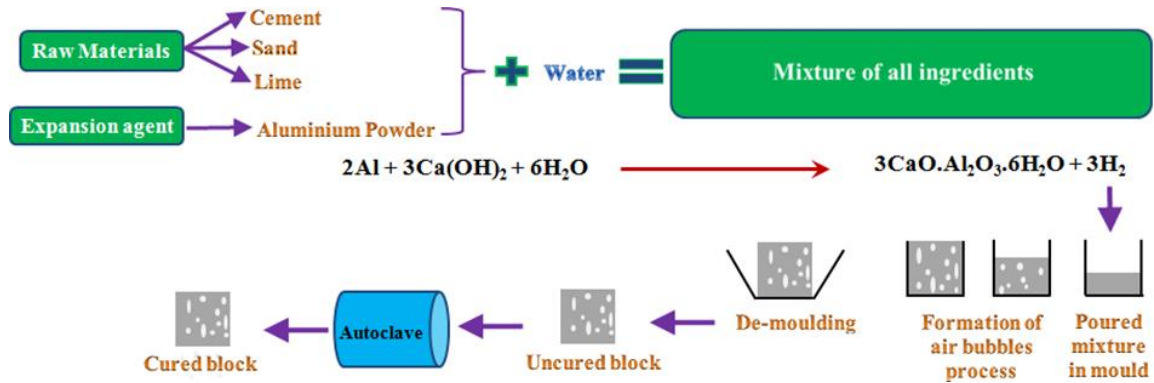 Raw Materials
Cement
Sand
Lime
Expansion agent
Aluminium Powder
+
Water
=
Mixture of all ingredients
2Al + 3Ca(OH)₂ + 6H₂O
3CaO.Al₂O₃.6H₂O + 3H₂
Poured
mixture
in mould
Formation of
air bubbles
process
De-moulding
Uncured block
Autoclave
Cured block